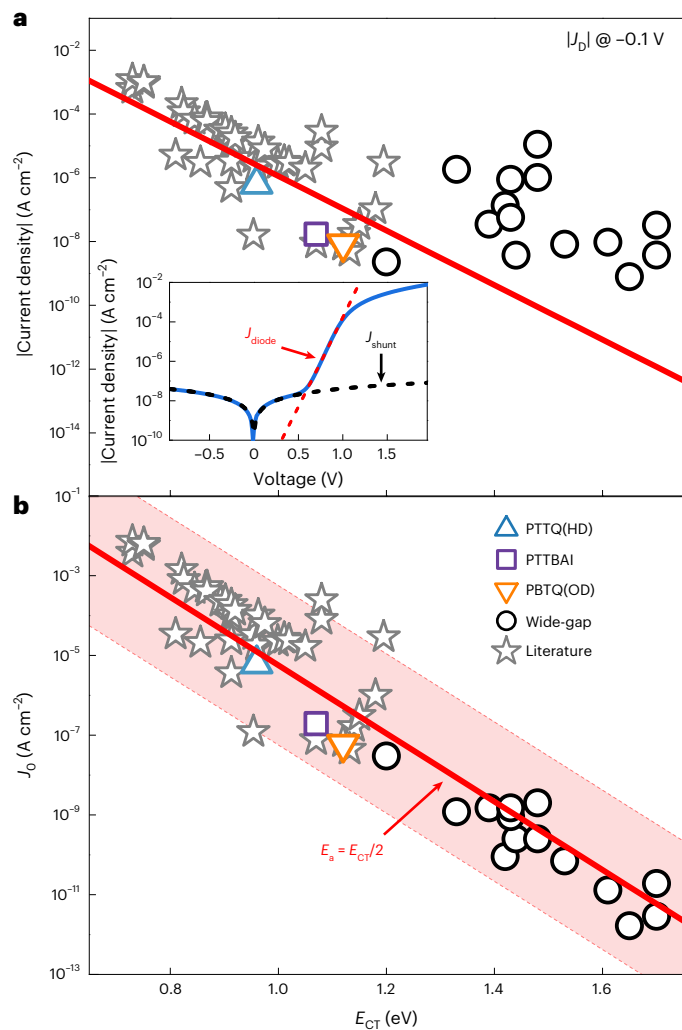 a
|J_D| @ –0.1 V
10⁻²
10⁻⁴
10⁻⁶
10⁻⁸
10⁻¹⁰
10⁻¹²
10⁻¹⁴
|Current density| (A cm⁻²)
10⁻²
10⁻⁴
10⁻⁶
10⁻⁸
10⁻¹⁰
|Current density| (A cm⁻²)
J_diode
J_shunt
–0.5 0 0.5 1.0 1.5
Voltage (V)
b
10⁻¹
10⁻³
10⁻⁵
10⁻⁷
10⁻⁹
10⁻¹¹
10⁻¹³
J₀ (A cm⁻²)
PTTQ(HD)
PTTBAI
PBTQ(OD)
Wide-gap
Literature
E_a = E_CT/2
0.8 1.0 1.2 1.4 1.6
E_CT (eV)